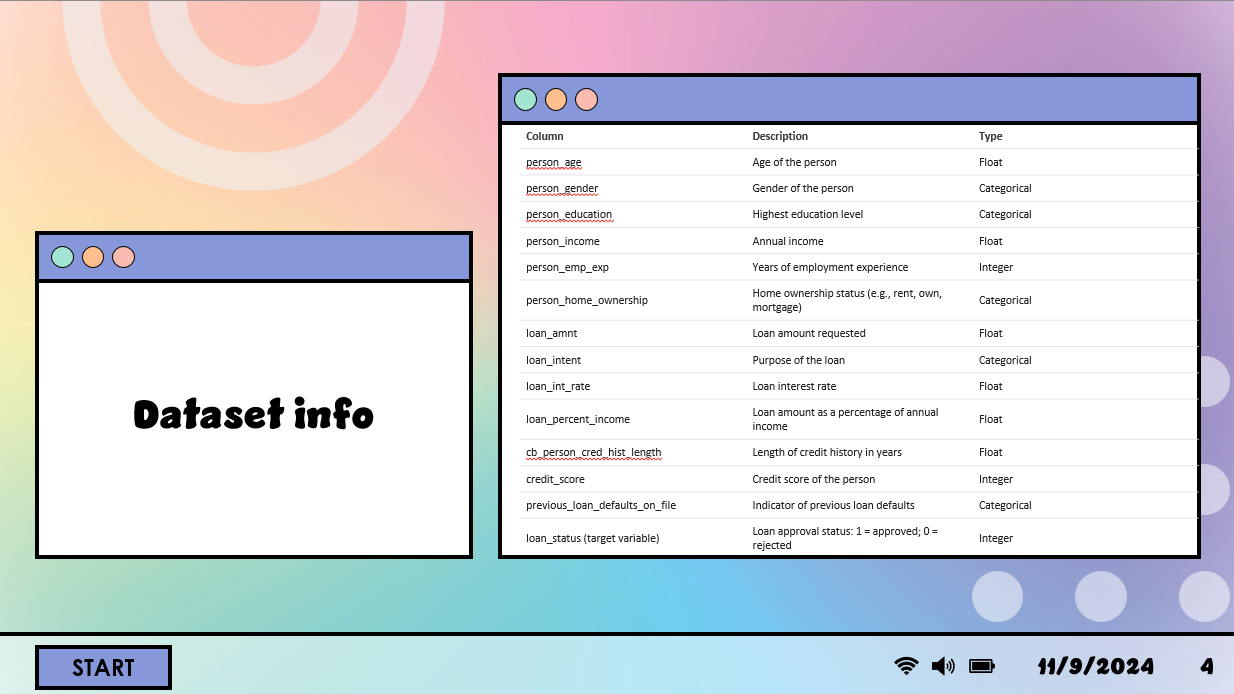 Dataset info
Column Description Type
person_age Age of the person Float
person_gender Gender of the person Categorical
person_education Highest education level Categorical
person_income Annual income Float
person_emp_exp Years of employment experience Integer
person_home_ownership Home ownership status (e.g., rent, own, mortgage) Categorical
loan_amnt Loan amount requested Float
loan_intent Purpose of the loan Categorical
loan_int_rate Loan interest rate Float
loan_percent_income Loan amount as a percentage of annual income Float
cb_person_cred_hist_length Length of credit history in years Float
credit_score Credit score of the person Integer
previous_loan_defaults_on_file Indicator of previous loan defaults Categorical
loan_status (target variable) Loan approval status: 1 = approved; 0 = rejected Integer
START 11/9/2024 4